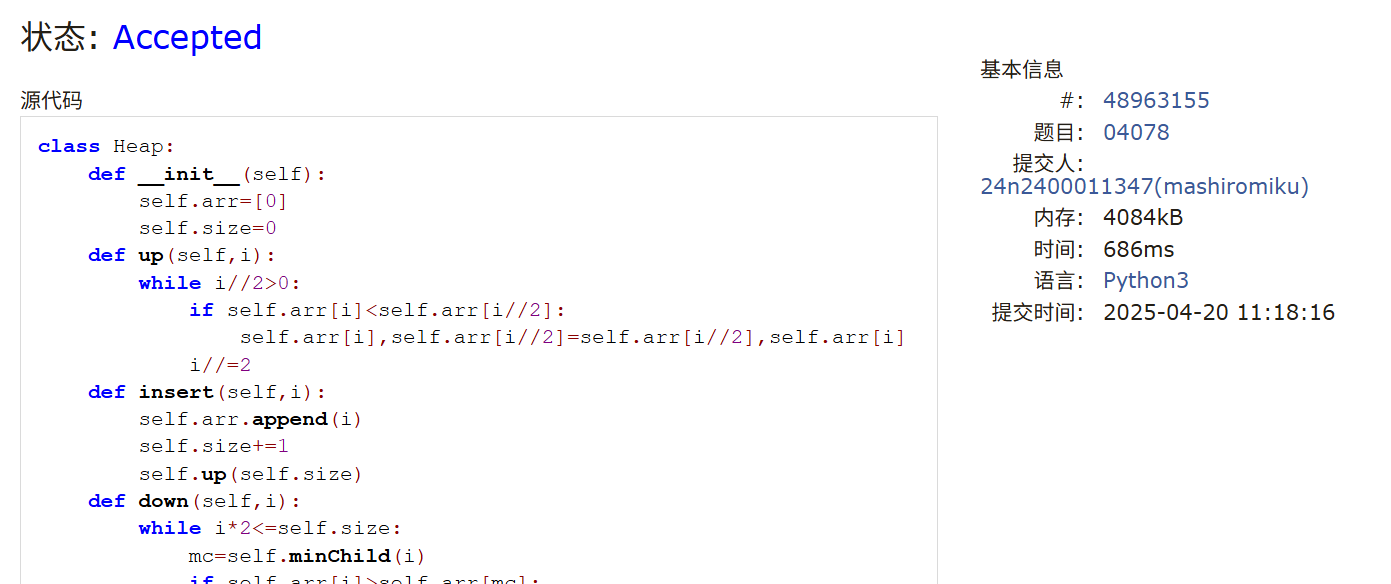 状态: Accepted
源代码
class Heap:
    def __init__(self):
        self.arr=[0]
        self.size=0
    def up(self,i):
        while i//2>0:
            if self.arr[i]<self.arr[i//2]:
                self.arr[i],self.arr[i//2]=self.arr[i//2],self.arr[i]
            i//=2
    def insert(self,i):
        self.arr.append(i)
        self.size+=1
        self.up(self.size)
    def down(self,i):
        while i*2<=self.size:
            mc=self.minChild(i)
            if self.arr[i]>self.arr[mc]:
基本信息
#: 48963155
题目: 04078
提交人:
24n2400011347(mashiromiku)
内存: 4084kB
时间: 686ms
语言: Python3
提交时间: 2025-04-20 11:18:16